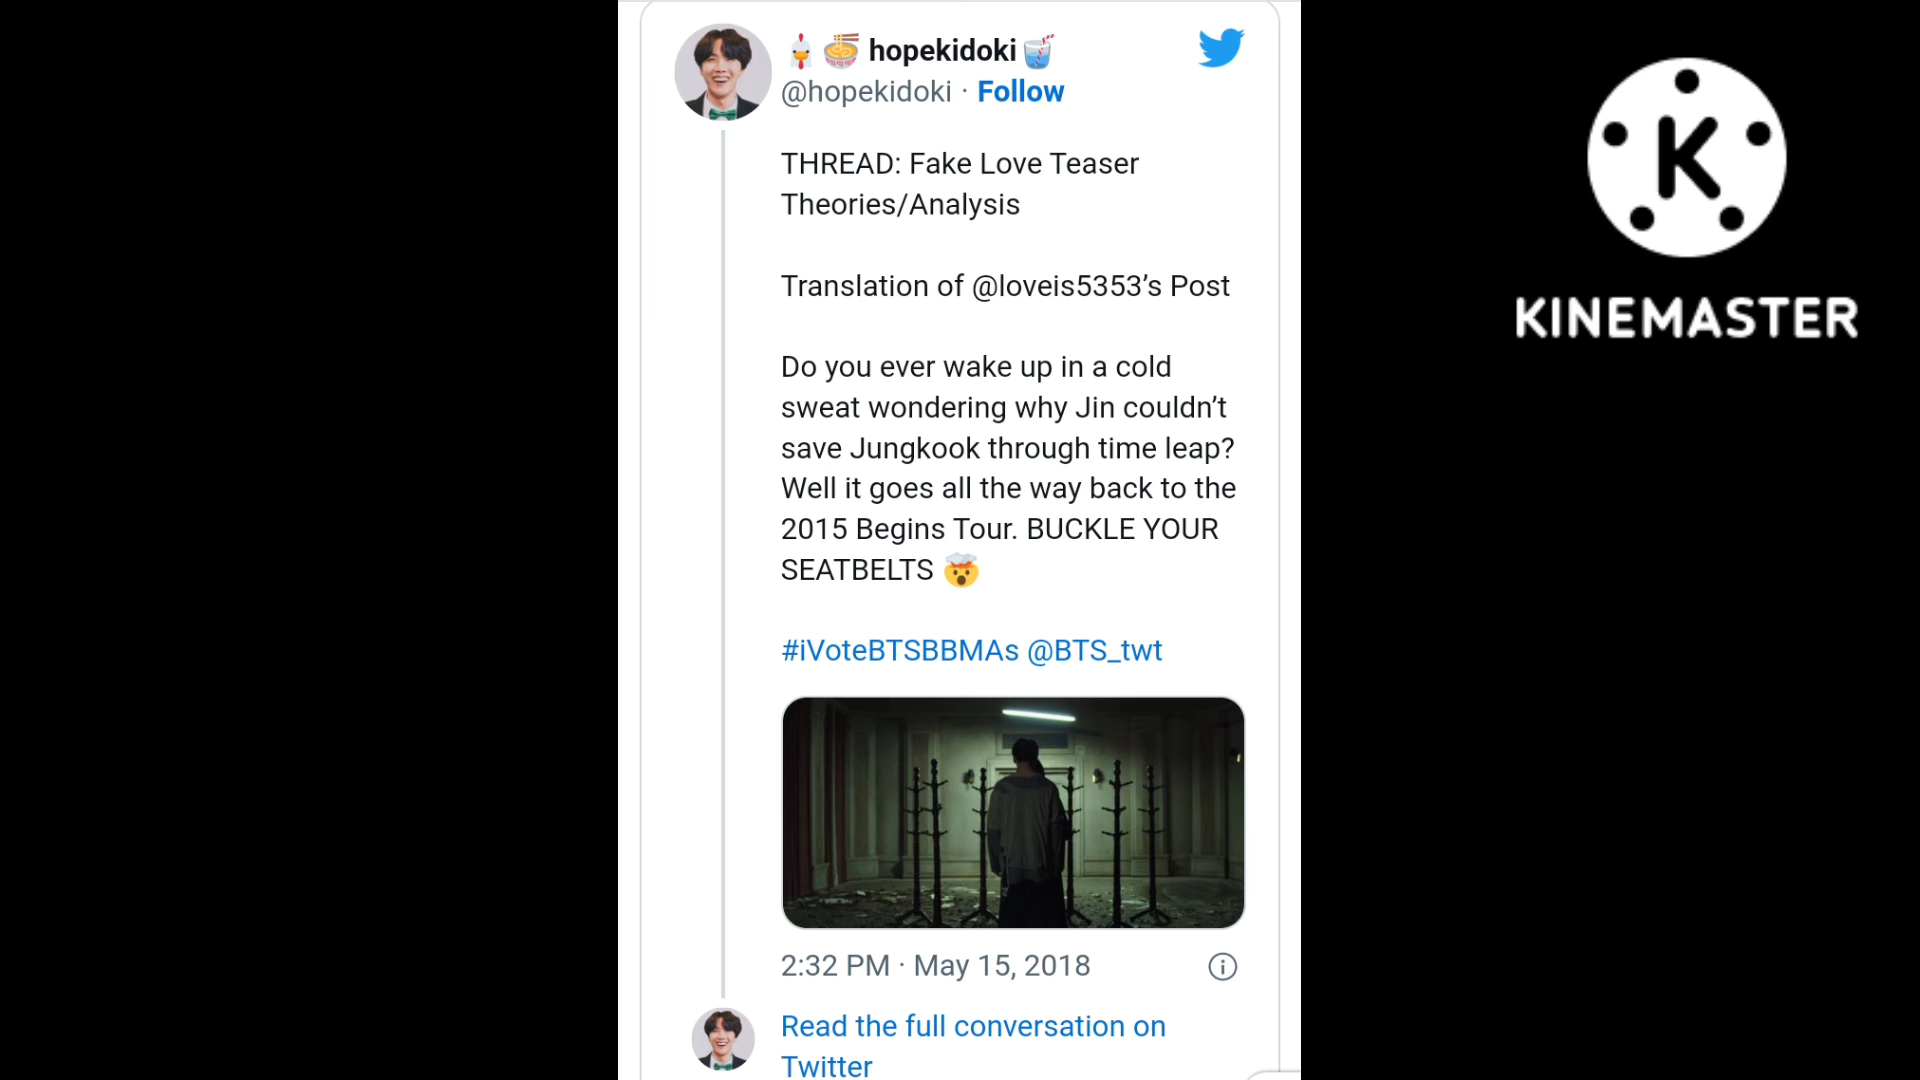 🐔 🍜 hopekidoki 🥤
@hopekidoki · Follow
THREAD: Fake Love Teaser
Theories/Analysis
Translation of @loveis5353’s Post
Do you ever wake up in a cold
sweat wondering why Jin couldn’t
save Jungkook through time leap?
Well it goes all the way back to the
2015 Begins Tour. BUCKLE YOUR
SEATBELTS 🤯
#iVoteBTSBBMAs @BTS_twt
2:32 PM · May 15, 2018
Read the full conversation on
Twitter
K
KINEMASTER